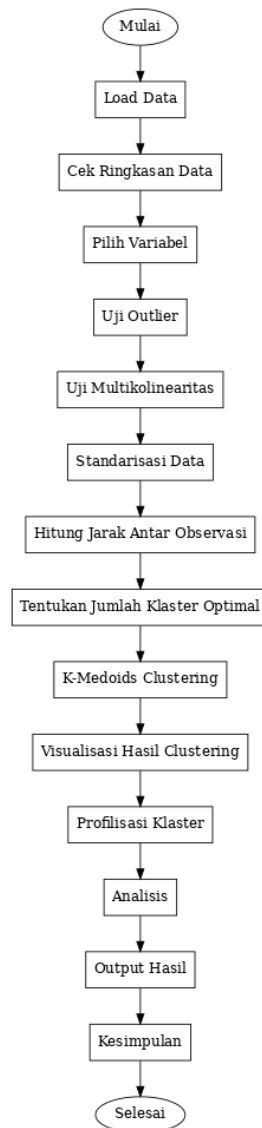 Mulai
Load Data
Cek Ringkasan Data
Pilih Variabel
Uji Outlier
Uji Multikolinearitas
Standarisasi Data
Hitung Jarak Antar Observasi
Tentukan Jumlah Klaster Optimal
K-Medoids Clustering
Visualisasi Hasil Clustering
Profilisasi Klaster
Analisis
Output Hasil
Kesimpulan
Selesai